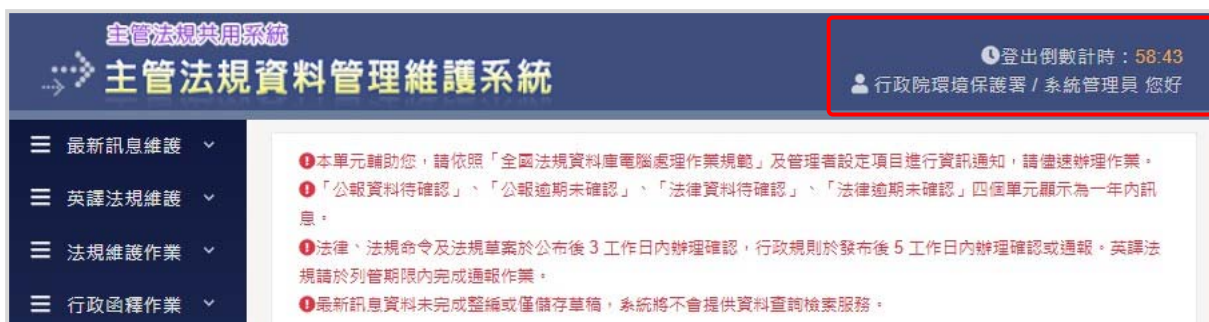 主管法規共用系統
主管法規資料管理維護系統
登出倒數計時：58:43
行政院環境保護署 / 系統管理員 您好
最新訊息維護
英譯法規維護
法規維護作業
行政函釋作業
本單元輔助您，請依照「全國法規資料庫電腦處理作業規範」及管理者設定項目進行資訊通知，請儘速辦理作業。
「公報資料待確認」、「公報逾期未確認」、「法律資料待確認」、「法律逾期未確認」四個單元顯示為一年內訊
息。
法律、法規命令及法規草案於公布後 3 工作日內辦理確認，行政規則於發布後 5 工作日內辦理確認或通報。英譯法
規請於列管期限內完成通報作業。
最新訊息資料未完成整編或僅儲存草稿，系統將不會提供資料查詢檢索服務。